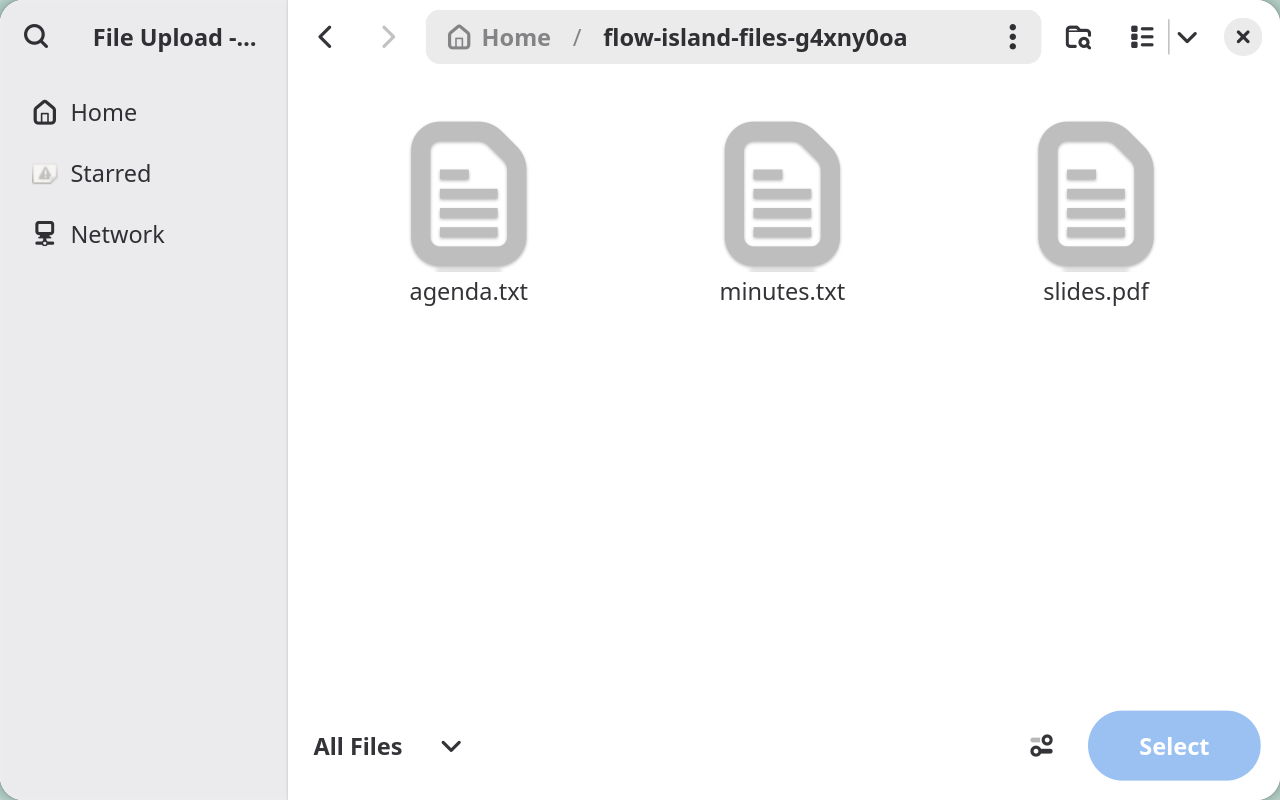 File Upload -…
Home
Starred
Network
Home / flow-island-files-g4xny0oa
agenda.txt
minutes.txt
slides.pdf
All Files
Select